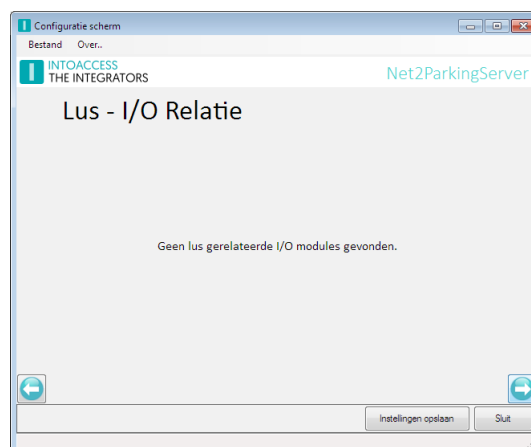 Configuratie scherm
Bestand Over..
INTOACCESS
THE INTEGRATORS
Net2ParkingServer
Lus - I/O Relatie
Geen lus gerelateerde I/O modules gevonden.
Instellingen opslaan Sluit